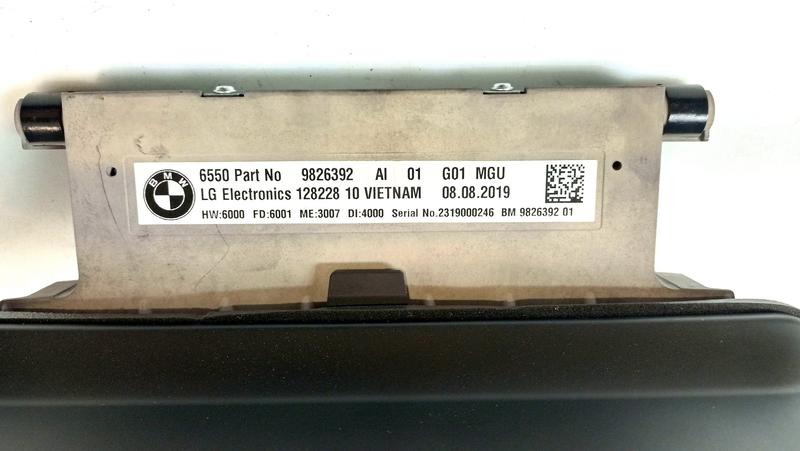 BMW
6550 Part No 9826392 AI 01 G01 MGU
LG Electronics 128228 10 VIETNAM 08.08.2019
HW:6000 FD:6001 ME:3007 DI:4000 Serial No.2319000246 BM 9826392 01